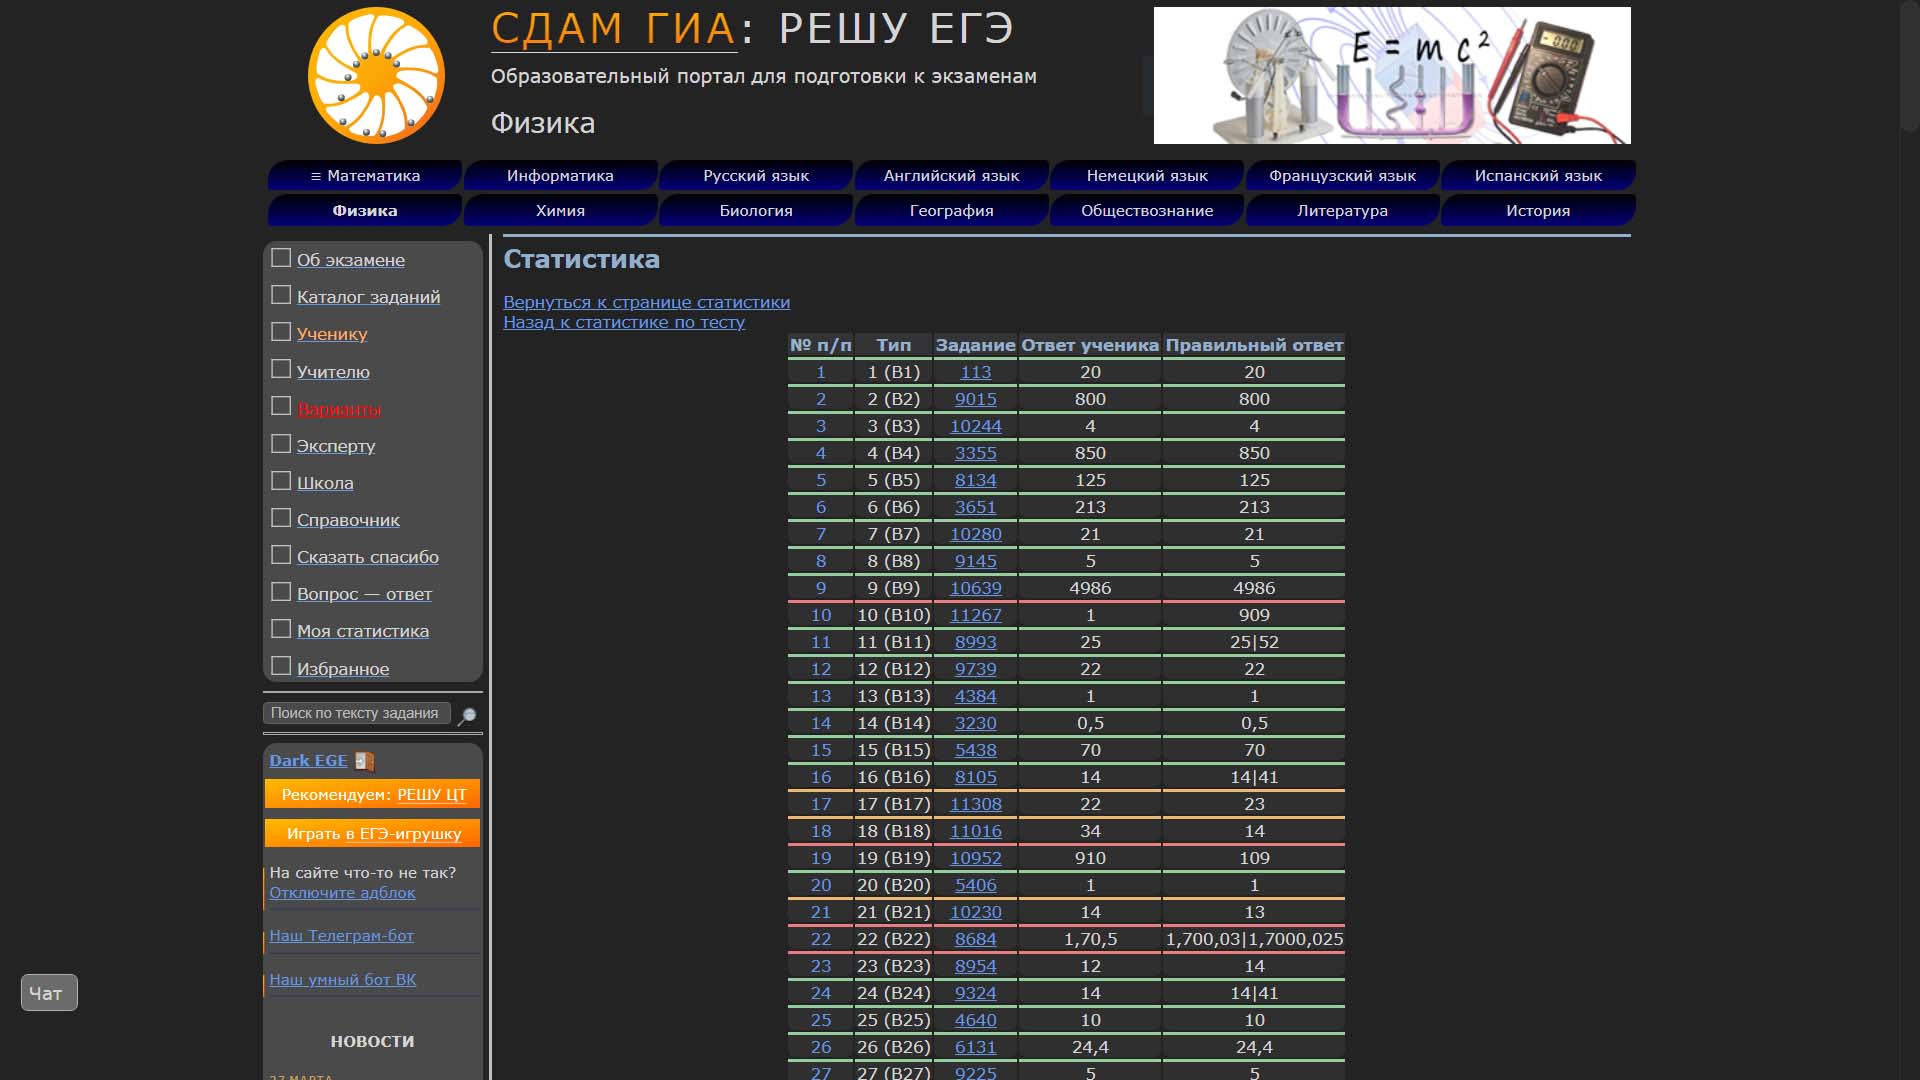 СДАМ ГИА: РЕШУ ЕГЭ
Образовательный портал для подготовки к экзаменам
Физика
E = mc²
≡ Математика Информатика Русский язык Английский язык Немецкий язык Французский язык Испанский язык
Физика Химия Биология География Обществознание Литература История
Об экзамене
Каталог заданий
Ученику
Учителю
Варианты
Эксперту
Школа
Справочник
Сказать спасибо
Вопрос — ответ
Моя статистика
Избранное
Поиск по тексту задания
Dark EGE
Рекомендуем: РЕШУ ЦТ
Играть в ЕГЭ-игрушку
На сайте что-то не так?
Отключите адблок
Наш Телеграм-бот
Наш умный бот ВК
НОВОСТИ
27 МАРТА
Чат
Статистика
Вернуться к странице статистики
Назад к статистике по тесту
№ п/п Тип Задание Ответ ученика Правильный ответ
1 1 (B1) 113 20 20
2 2 (B2) 9015 800 800
3 3 (B3) 10244 4 4
4 4 (B4) 3355 850 850
5 5 (B5) 8134 125 125
6 6 (B6) 3651 213 213
7 7 (B7) 10280 21 21
8 8 (B8) 9145 5 5
9 9 (B9) 10639 4986 4986
10 10 (B10) 11267 1 909
11 11 (B11) 8993 25 25|52
12 12 (B12) 9739 22 22
13 13 (B13) 4384 1 1
14 14 (B14) 3230 0,5 0,5
15 15 (B15) 5438 70 70
16 16 (B16) 8105 14 14|41
17 17 (B17) 11308 22 23
18 18 (B18) 11016 34 14
19 19 (B19) 10952 910 109
20 20 (B20) 5406 1 1
21 21 (B21) 10230 14 13
22 22 (B22) 8684 1,70,5 1,700,03|1,7000,025
23 23 (B23) 8954 12 14
24 24 (B24) 9324 14 14|41
25 25 (B25) 4640 10 10
26 26 (B26) 6131 24,4 24,4
27 27 (B27) 9225 5 5